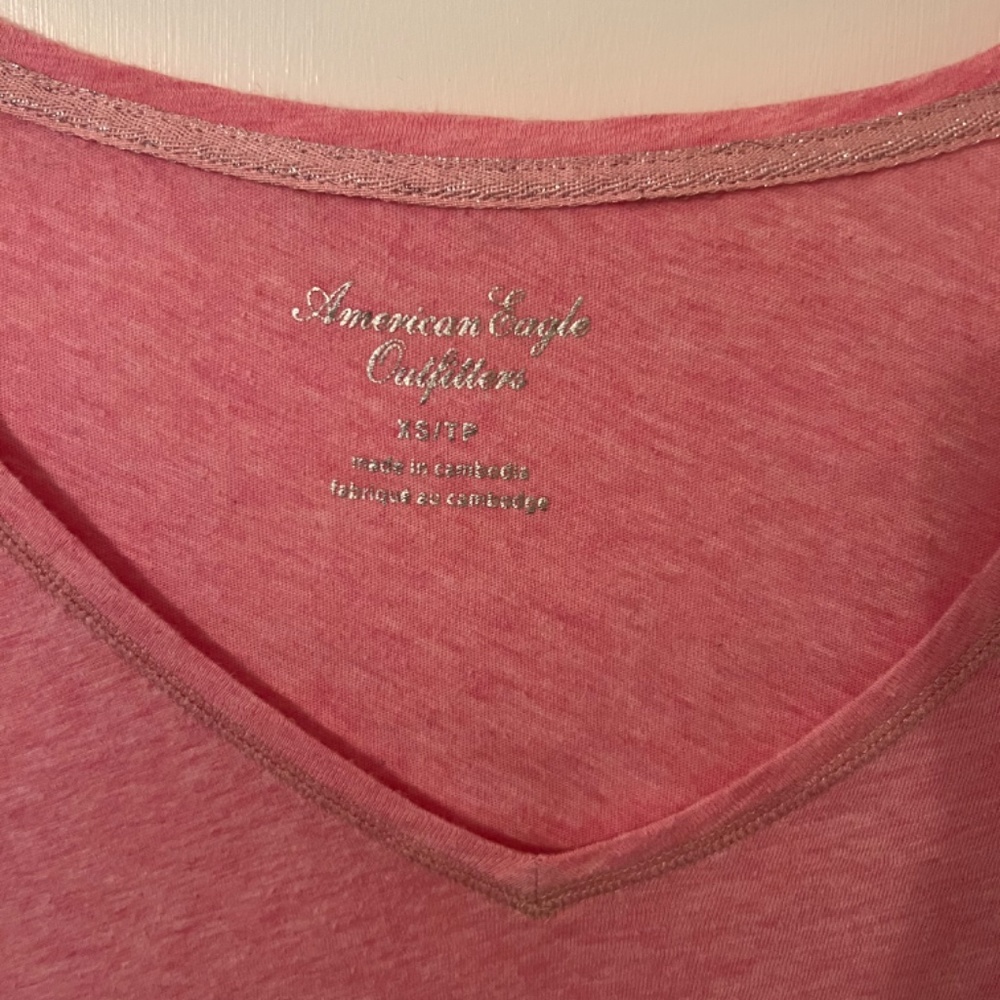 American Eagle
Outfitters
XS/TP
made in cambodia
fabriqué au cambodge